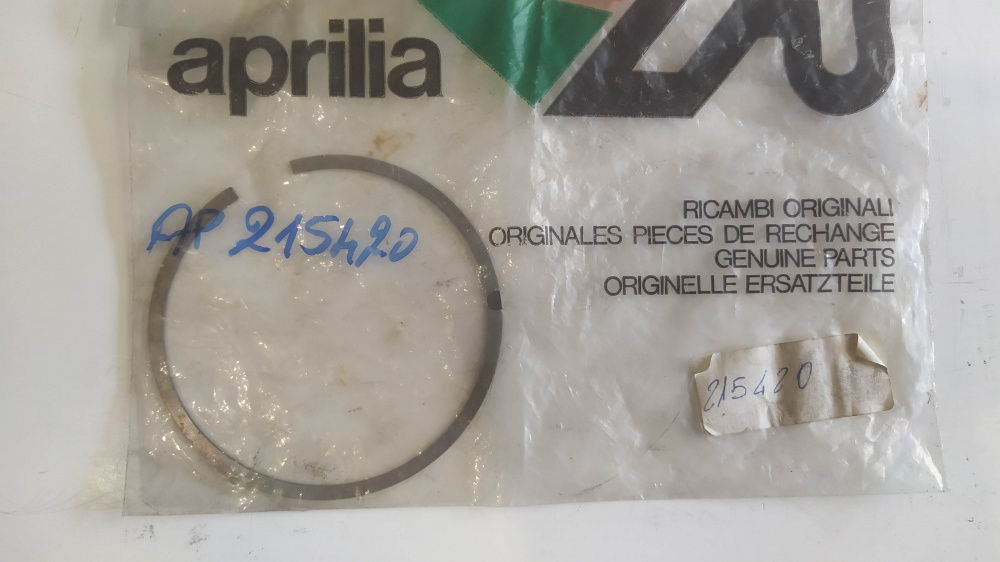 aprilia
AP 215420
RICAMBI ORIGINALI
ORIGINALES PIECES DE RECHANGE
GENUINE PARTS
ORIGINELLE ERSATZTEILE
215420